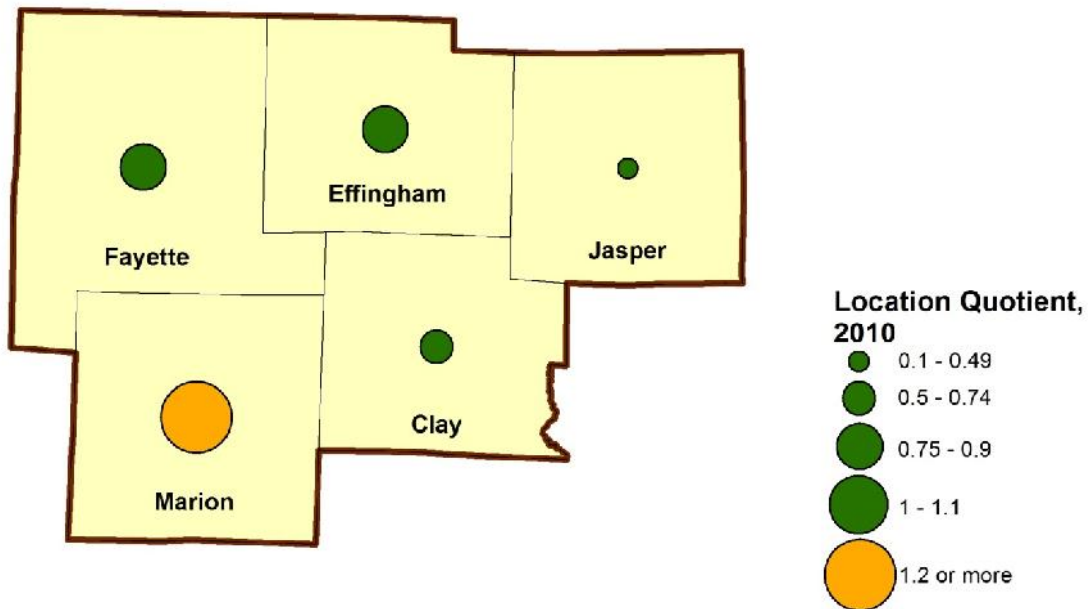 Effingham
Jasper
Fayette
Clay
Marion
Location Quotient,
2010
0.1 - 0.49
0.5 - 0.74
0.75 - 0.9
1 - 1.1
1.2 or more